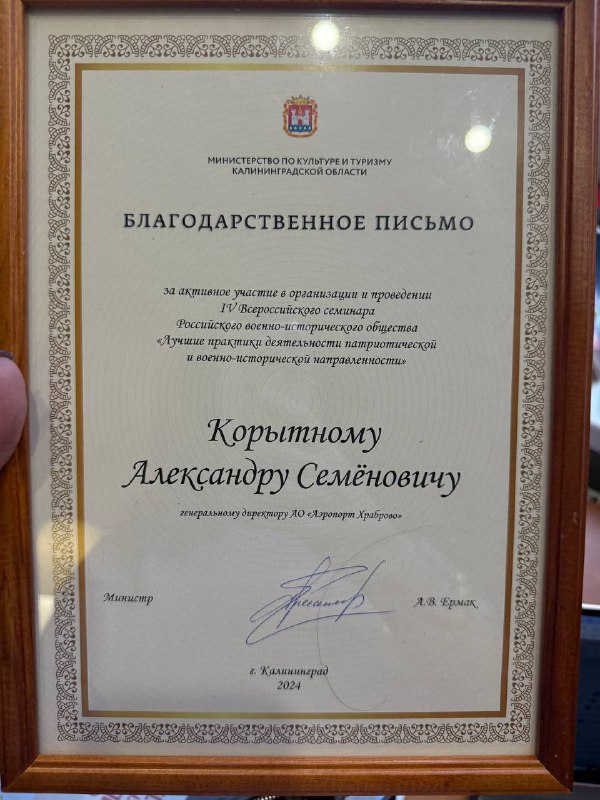 МИНИСТЕРСТВО ПО КУЛЬТУРЕ И ТУРИЗМУ
КАЛИНИНГРАДСКОЙ ОБЛАСТИ
БЛАГОДАРСТВЕННОЕ ПИСЬМО
за активное участие в организации и проведении
IV Всероссийского семинара
Российского военно-исторического общества
«Лучшие практики деятельности патриотической
и военно-исторической направленности»
Корытному
Александру Семёновичу
генеральному директору АО «Аэропорт Храброво»
Министр А.В. Ермак
г. Калининград
2024